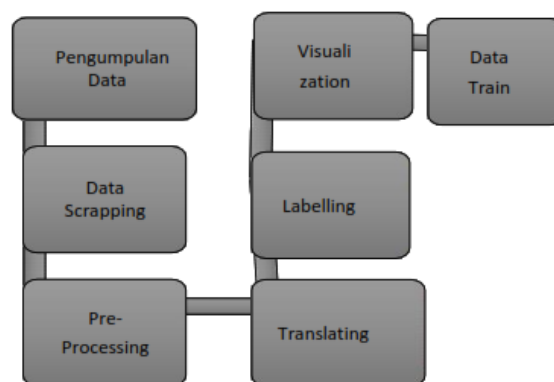 Pengumpulan
Data
Data
Scrapping
Pre-
Processing
Translating
Labelling
Visuali
zation
Data
Train